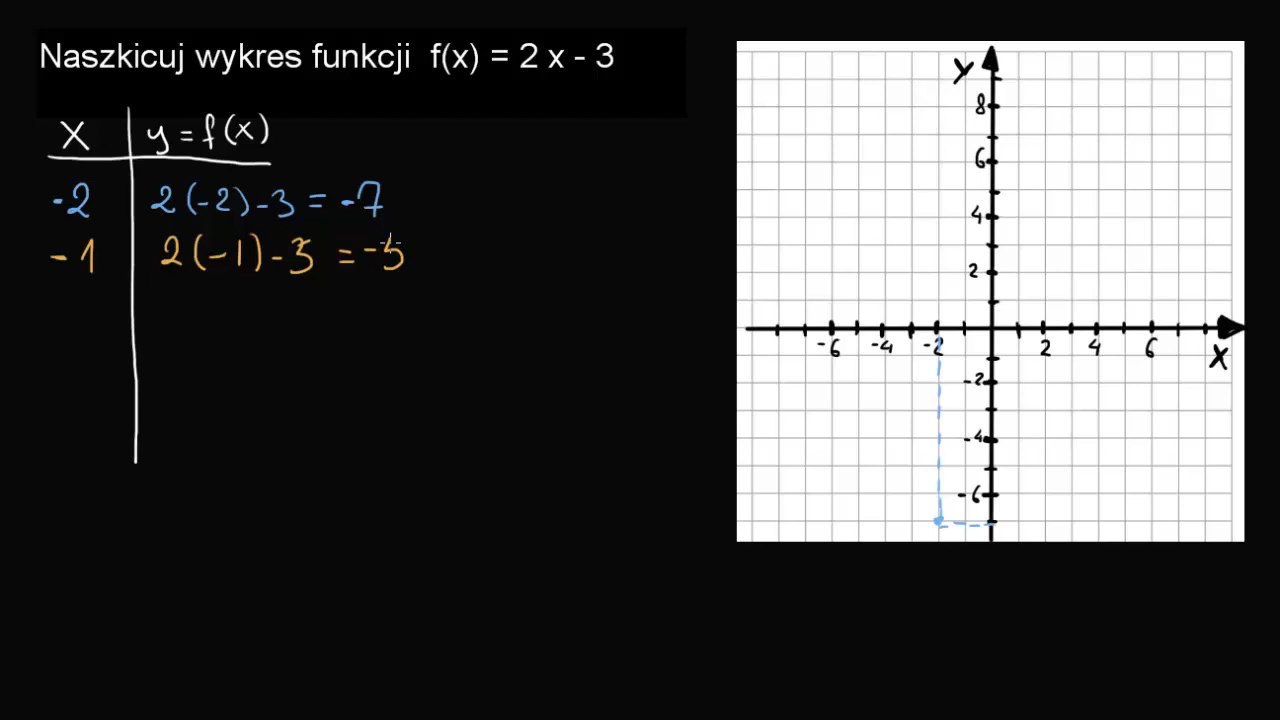 Naszkicuj wykres funkcji f(x) = 2 x - 3
X y = f(x)
-2 2(-2)-3 = -7
-1 2(-1)-3 = -5
Y
8
6
4
2
-6 -4 -2 2 4 6
X
-2
-4
-6